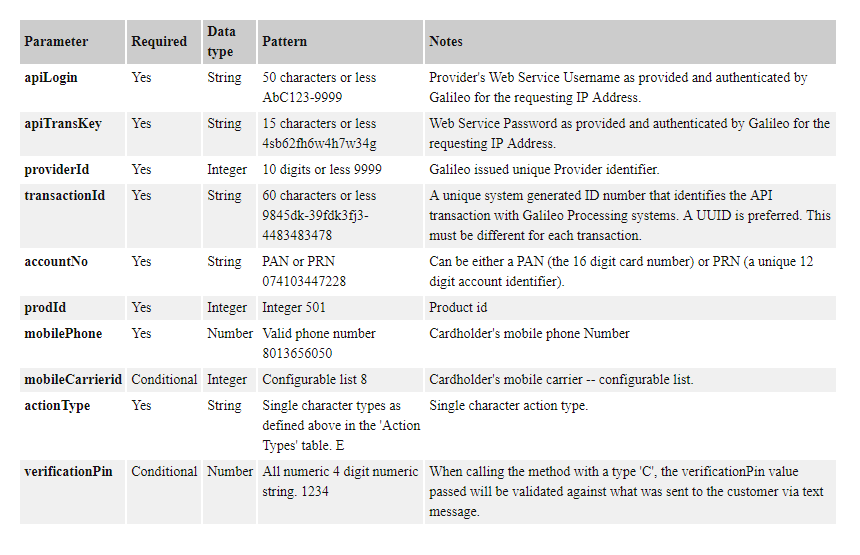 Parameter Required Data type Pattern Notes
apiLogin Yes String 50 characters or less Provider's Web Service Username as provided and authenticated by
AbC123-9999 Galileo for the requesting IP Address.
apiTransKey Yes String 15 characters or less Web Service Password as provided and authenticated by Galileo for the
4sb62fh6w4h7w34g requesting IP Address.
providerId Yes Integer 10 digits or less 9999 Galileo issued unique Provider identifier.
transactionId Yes String 60 characters or less A unique system generated ID number that identifies the API
9845dk-39fdk3fj3- transaction with Galileo Processing systems. A UUID is preferred. This
4483483478 must be different for each transaction.
accountNo Yes String PAN or PRN Can be either a PAN (the 16 digit card number) or PRN (a unique 12
074103447228 digit account identifier).
prodId Yes Integer Integer 501 Product id
mobilePhone Yes Number Valid phone number Cardholder's mobile phone Number
8013656050
mobileCarrierid Conditional Integer Configurable list 8 Cardholder's mobile carrier -- configurable list.
actionType Yes String Single character types as Single character action type.
defined above in the 'Action
Types' table. E
verificationPin Conditional Number All numeric 4 digit numeric When calling the method with a type 'C', the verificationPin value
string. 1234 passed will be validated against what was sent to the customer via text
message.